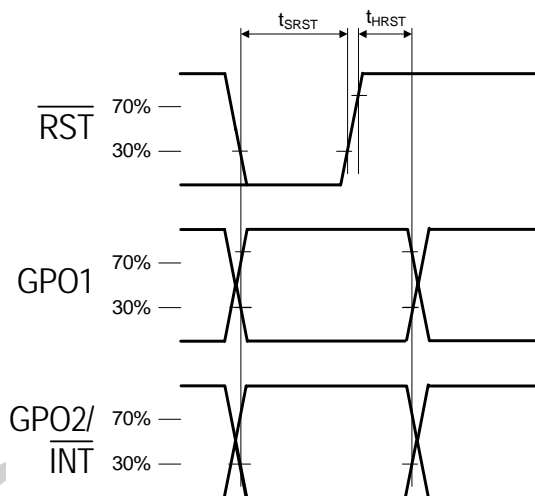 tSRST
tHRST
RST
70%
30%
GPO1
70%
30%
GPO2/
INT
70%
30%